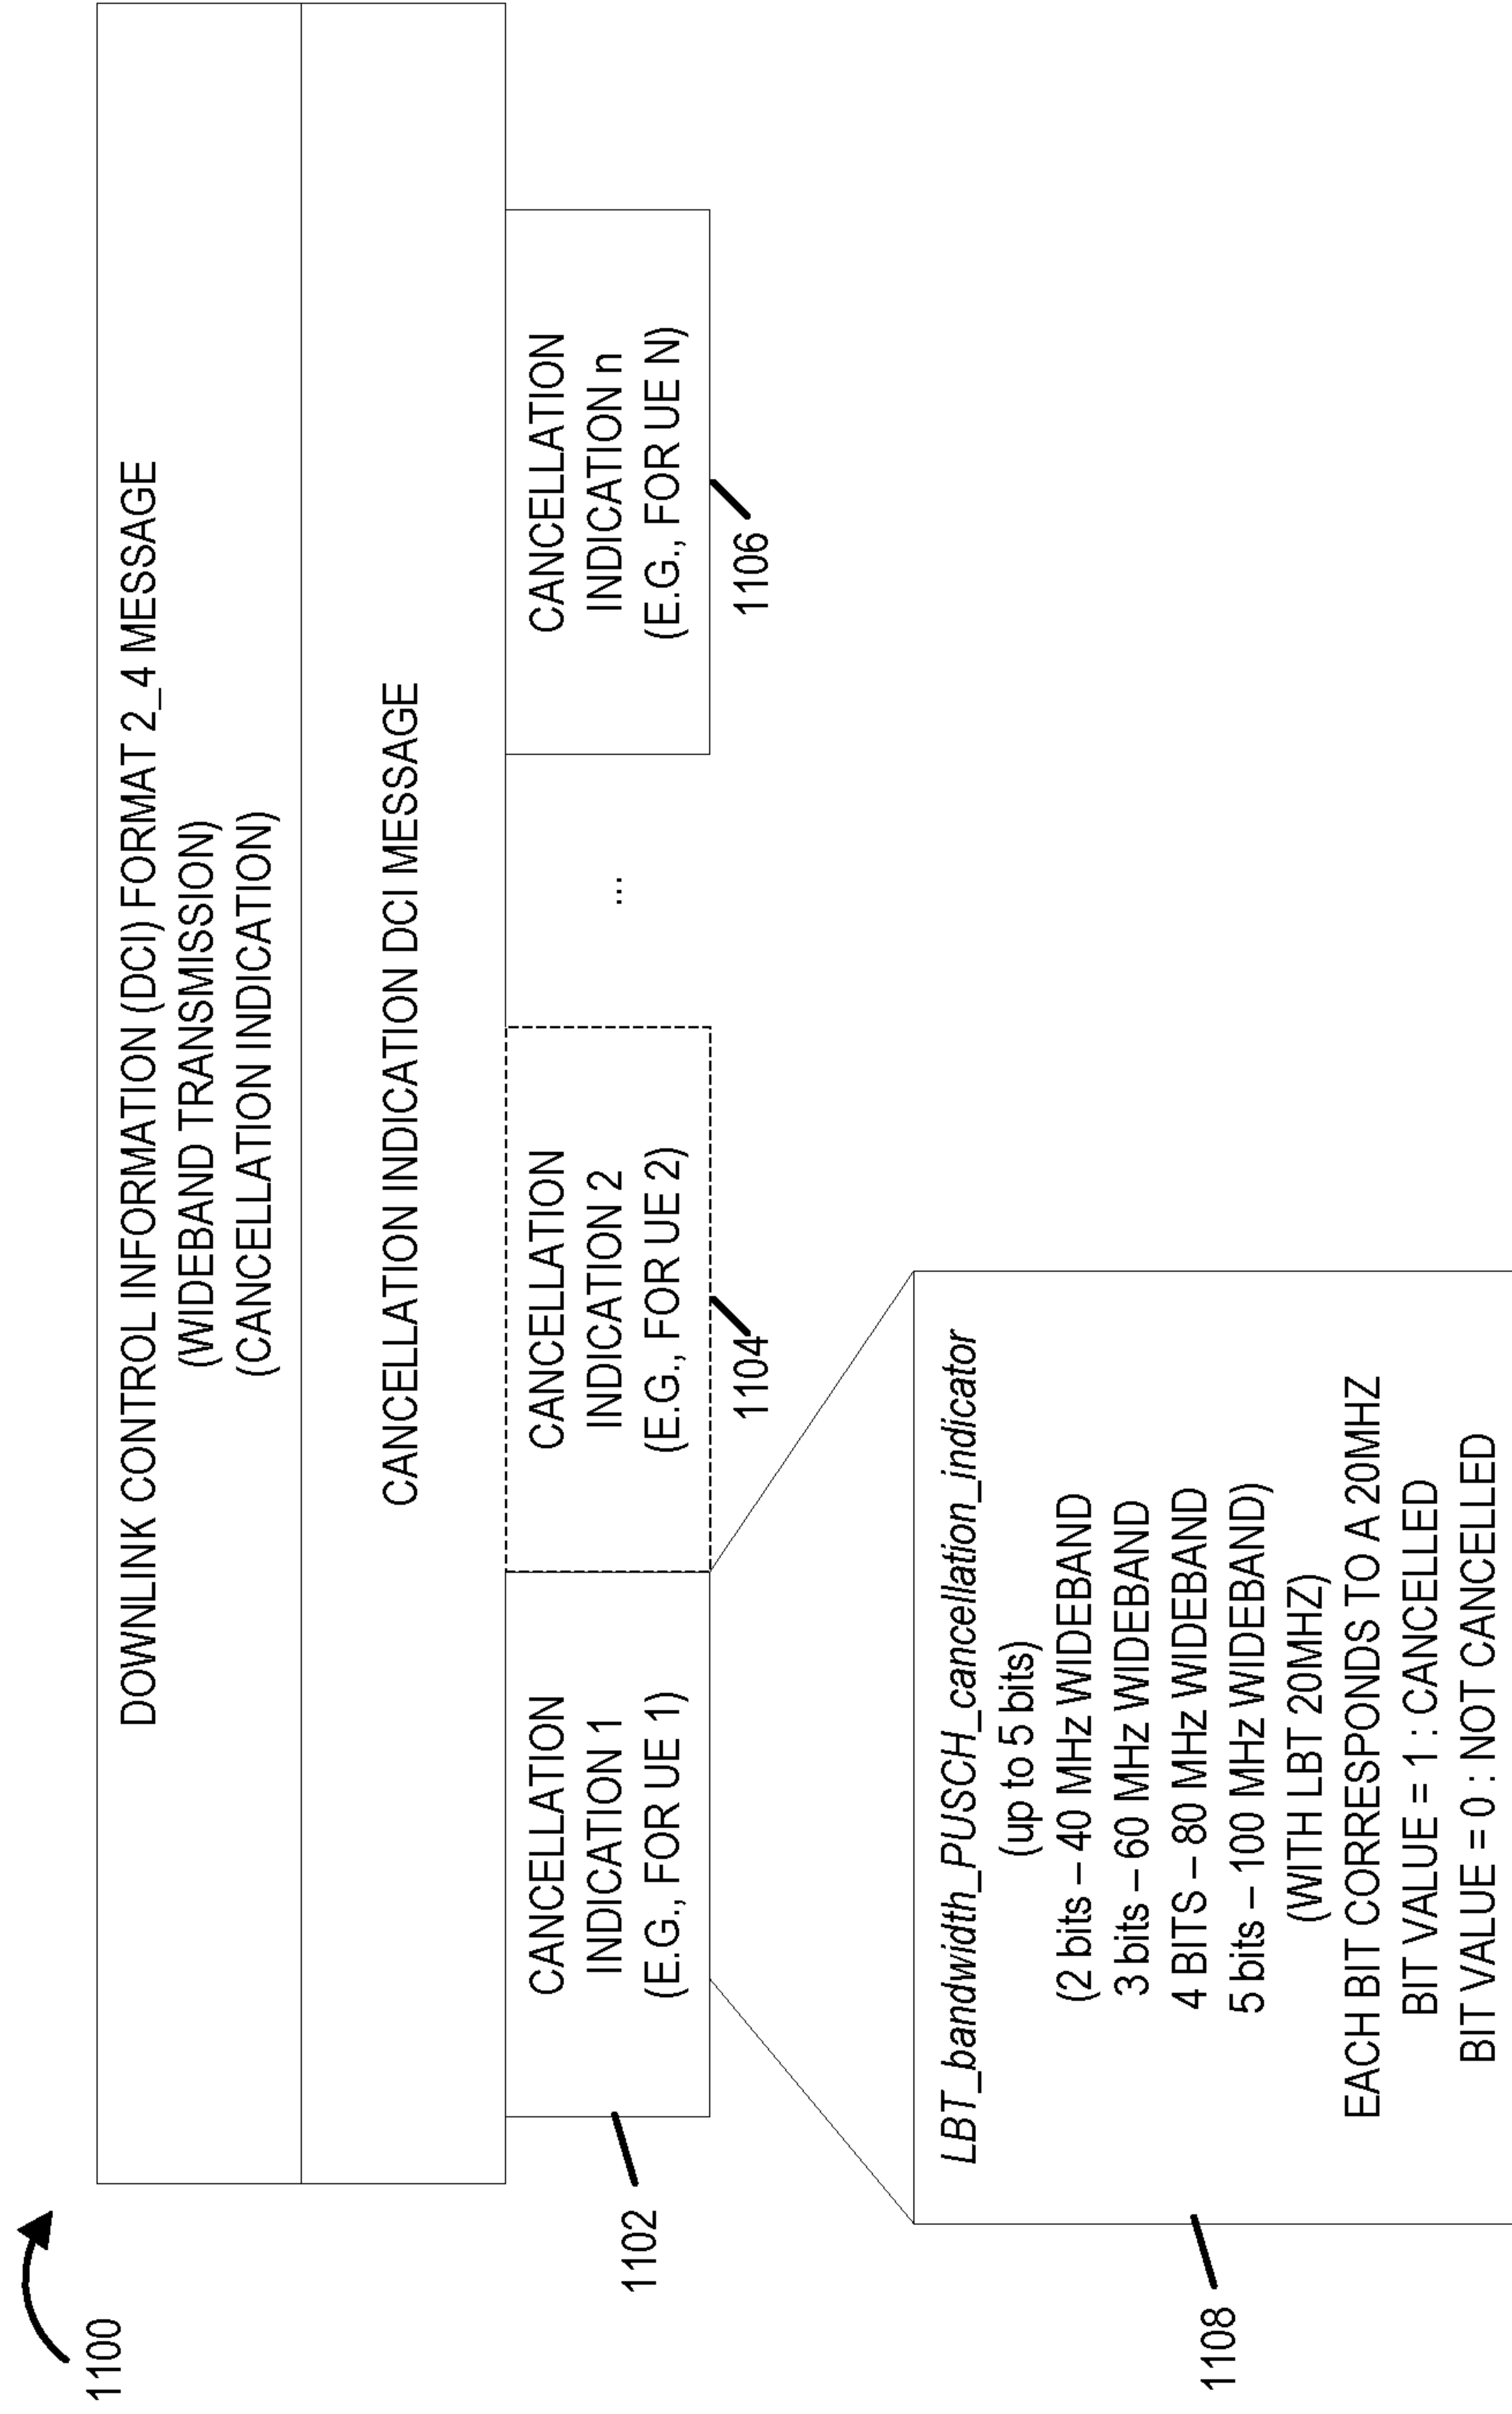 1100
DOWNLINK CONTROL INFORMATION (DCI) FORMAT 2_4 MESSAGE
(WIDEBAND TRANSMISSION)
(CANCELLATION INDICATION)
CANCELLATION INDICATION DCI MESSAGE
CANCELLATION
INDICATION 1
(E.G., FOR UE 1)
1102
CANCELLATION
INDICATION 2
(E.G., FOR UE 2)
1104
...
CANCELLATION
INDICATION n
(E.G., FOR UE N)
1106
LBT_bandwidth_PUSCH_cancellation_indicator
(up to 5 bits)
(2 bits – 40 MHz WIDEBAND
3 bits – 60 MHz WIDEBAND
4 BITS – 80 MHz WIDEBAND
5 bits – 100 MHz WIDEBAND)
(WITH LBT 20MHZ)
EACH BIT CORRESPONDS TO A 20MHZ
BIT VALUE = 1 : CANCELLED
BIT VALUE = 0 : NOT CANCELLED
1108